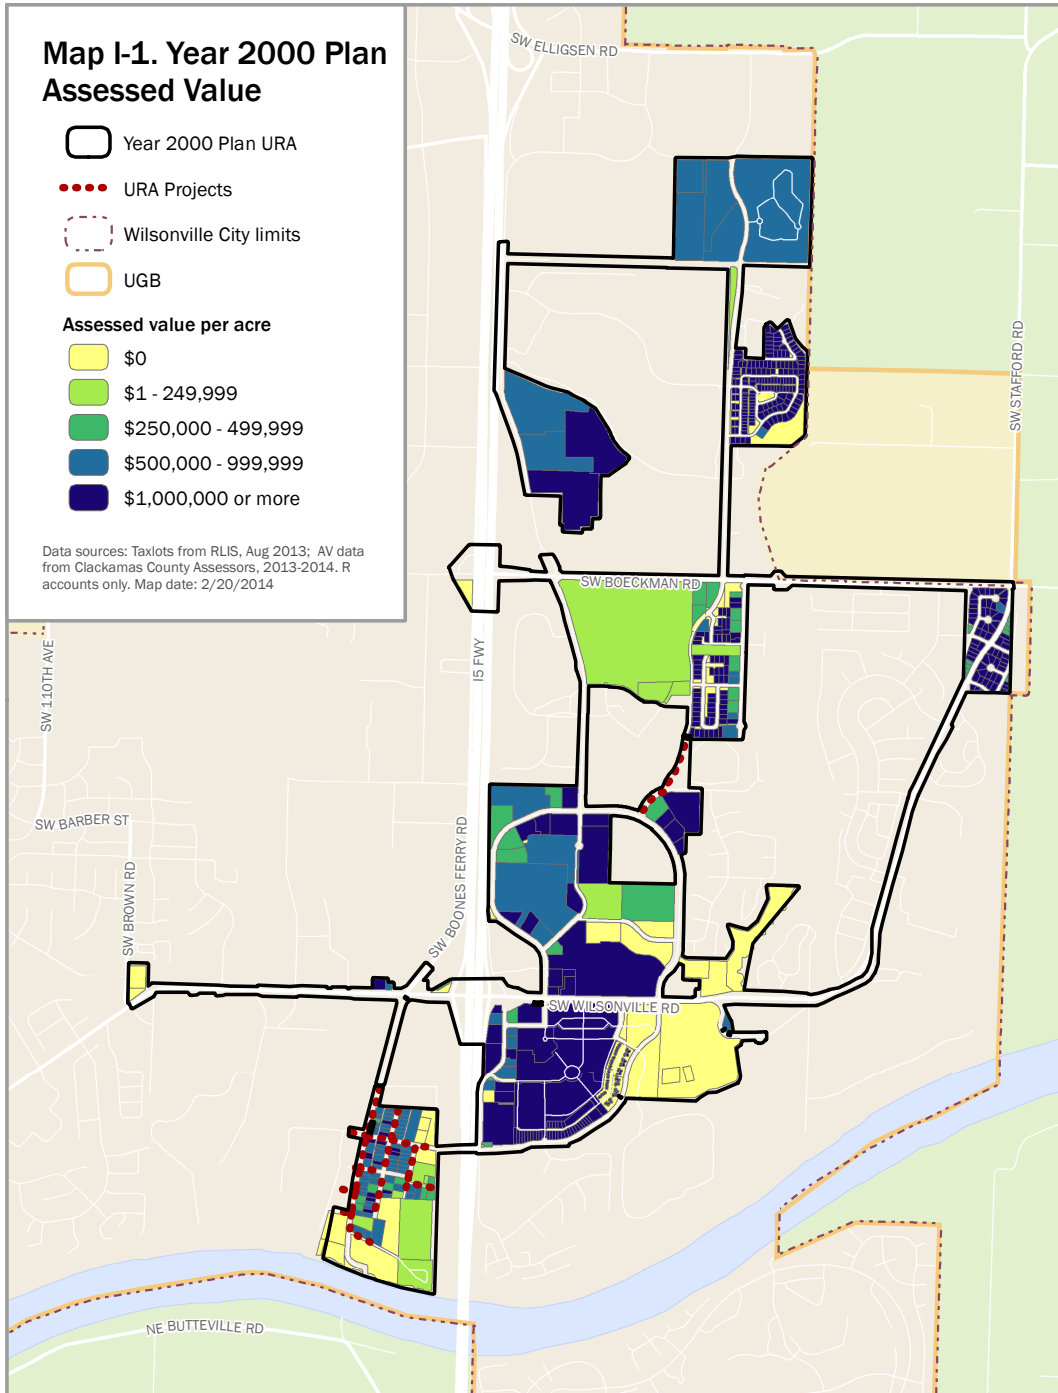 Map I-1. Year 2000 Plan
Assessed Value
Year 2000 Plan URA
URA Projects
Wilsonville City limits
UGB
Assessed value per acre
$0
$1 - 249,999
$250,000 - 499,999
$500,000 - 999,999
$1,000,000 or more
Data sources: Taxlots from RLIS, Aug 2013; AV data
from Clackamas County Assessors, 2013-2014. R
accounts only. Map date: 2/20/2014
SW ELLIGSEN RD
SW STAFFORD RD
SW BOECKMAN RD
I5 FWY
SW 110TH AVE
SW BARBER ST
SW BROWN RD
SW BOONES FERRY RD
SW WILSONVILLE RD
NE BUTTEVILLE RD